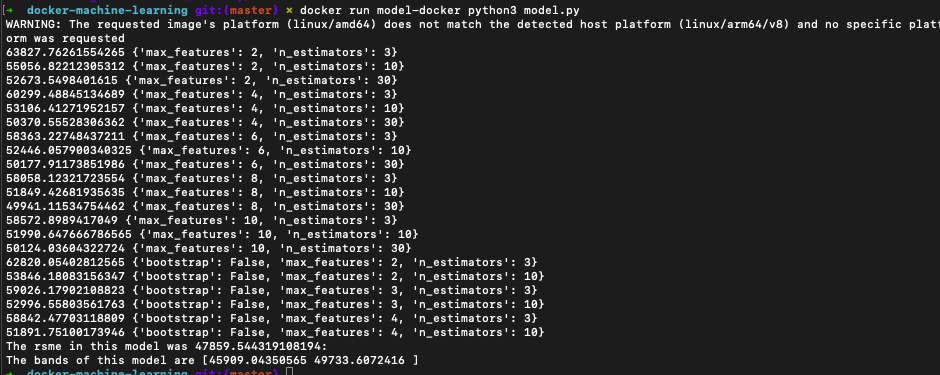 → docker-machine-learning git:(master) × docker run model-docker python3 model.py
WARNING: The requested image's platform (linux/amd64) does not match the detected host platform (linux/arm64/v8) and no specific platf
orm was requested
63827.76261554265 {'max_features': 2, 'n_estimators': 3}
55056.82212305312 {'max_features': 2, 'n_estimators': 10}
52673.5498401615 {'max_features': 2, 'n_estimators': 30}
60299.48845134689 {'max_features': 4, 'n_estimators': 3}
53106.41271952157 {'max_features': 4, 'n_estimators': 10}
50370.55528306362 {'max_features': 4, 'n_estimators': 30}
58363.22748437211 {'max_features': 6, 'n_estimators': 3}
52446.057900340325 {'max_features': 6, 'n_estimators': 10}
50177.91173851986 {'max_features': 6, 'n_estimators': 30}
58058.12321723554 {'max_features': 8, 'n_estimators': 3}
51849.42681935635 {'max_features': 8, 'n_estimators': 10}
49941.11534754462 {'max_features': 8, 'n_estimators': 30}
58572.8989417049 {'max_features': 10, 'n_estimators': 3}
51990.647666786565 {'max_features': 10, 'n_estimators': 10}
50124.03604322724 {'max_features': 10, 'n_estimators': 30}
62820.05402812565 {'bootstrap': False, 'max_features': 2, 'n_estimators': 3}
53846.18083156347 {'bootstrap': False, 'max_features': 2, 'n_estimators': 10}
59026.17902108823 {'bootstrap': False, 'max_features': 3, 'n_estimators': 3}
52996.55803561763 {'bootstrap': False, 'max_features': 3, 'n_estimators': 10}
58842.47703118809 {'bootstrap': False, 'max_features': 4, 'n_estimators': 3}
51891.75100173946 {'bootstrap': False, 'max_features': 4, 'n_estimators': 10}
The rsme in this model was 47859.544319108194:
The bands of this model are [45909.04350565 49733.6072416 ]
→ docker-machine-learning git:(master)